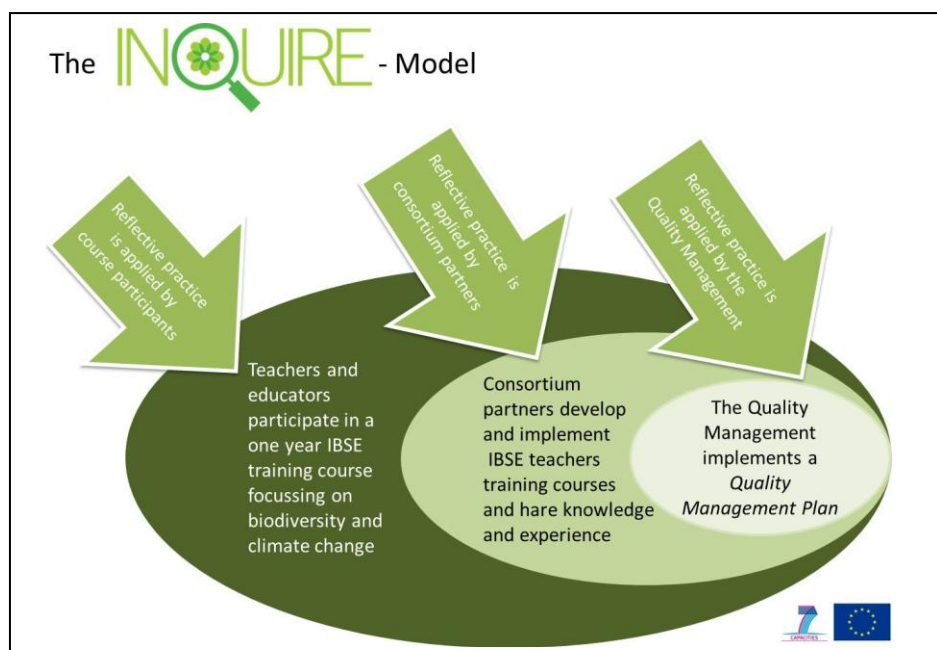 The INQUIRE - Model
Reflective practice
is applied by
course participants
Reflective practice is
applied by
consortium partners
Reflective practice is
applied by the
Quality Management
Teachers and
educators
participate in a
one year IBSE
training course
focussing on
biodiversity and
climate change
Consortium
partners develop
and implement
IBSE teachers
training courses
and hare knowledge
and experience
The Quality
Management
implements a
Quality
Management Plan
7
CAPACITIES